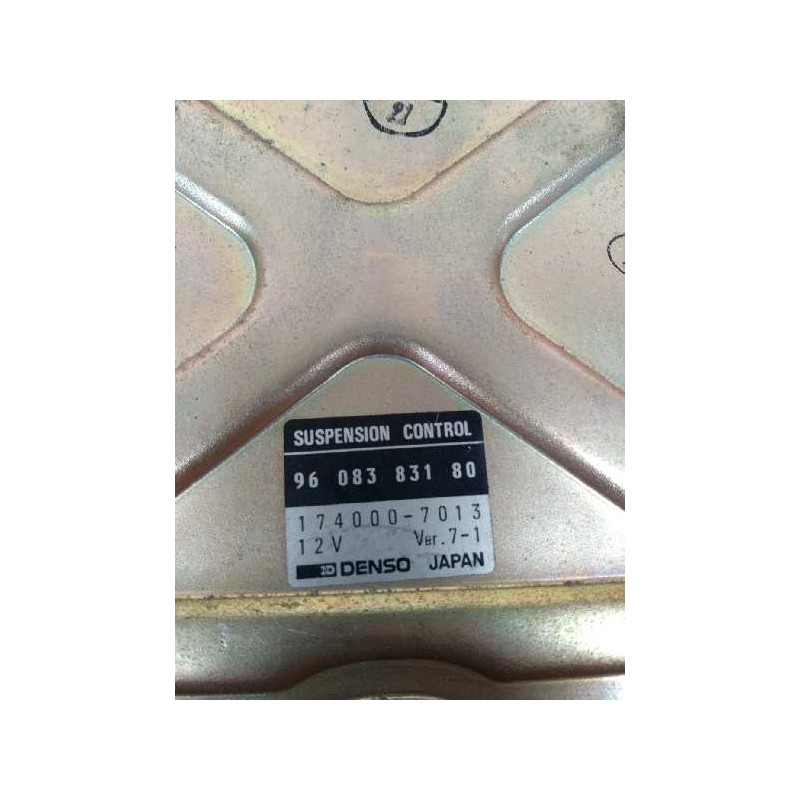 21
SUSPENSION CONTROL
96 083 831 80
174000-7013
12V Ver.7-1
DENSO JAPAN